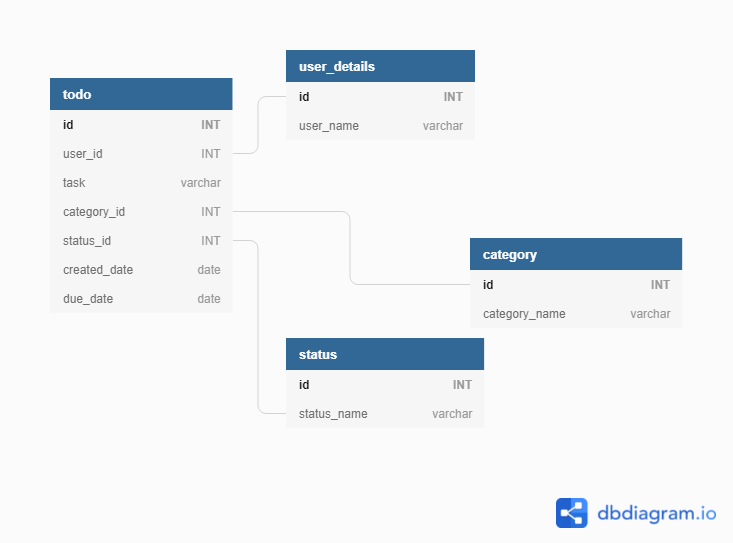 todo
id INT
user_id INT
task varchar
category_id INT
status_id INT
created_date date
due_date date
user_details
id INT
user_name varchar
category
id INT
category_name varchar
status
id INT
status_name varchar
dbdiagram.io